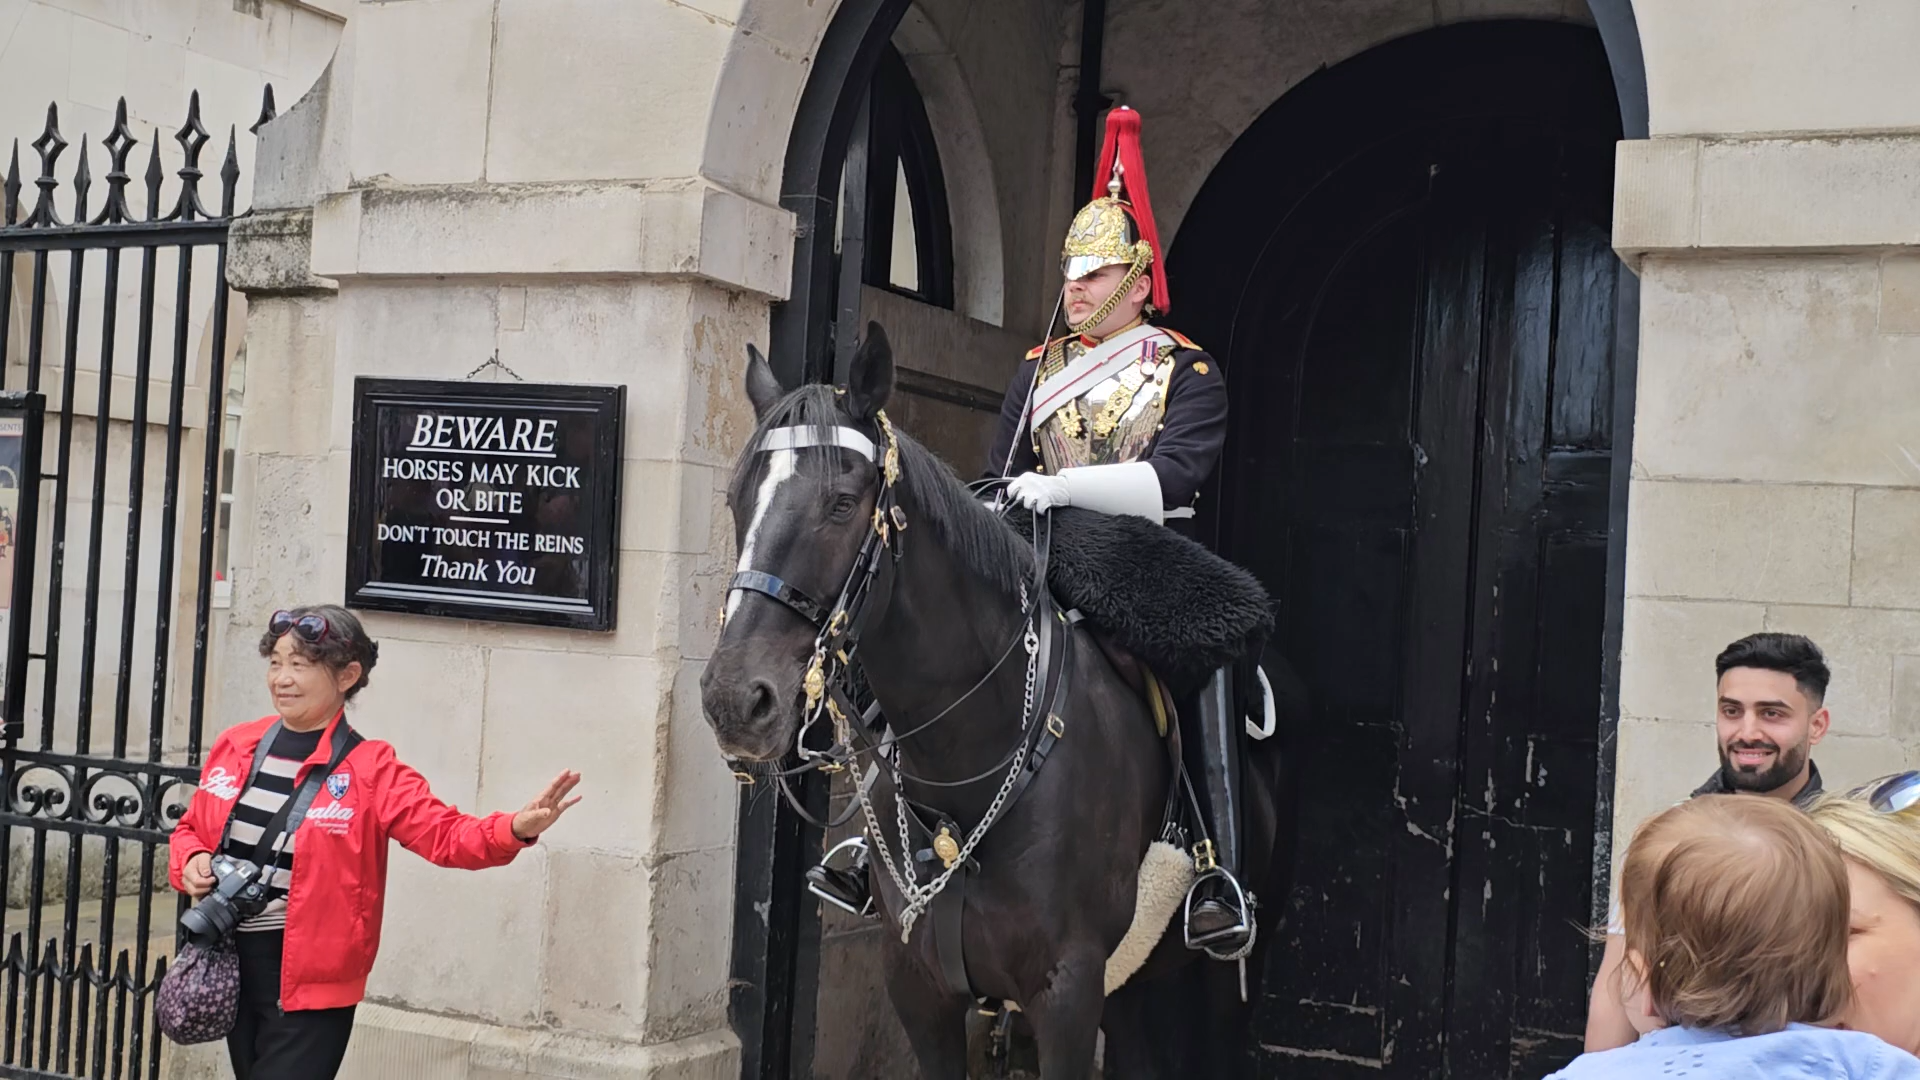 BEWARE
HORSES MAY KICK
OR BITE
DON'T TOUCH THE REINS
Thank You